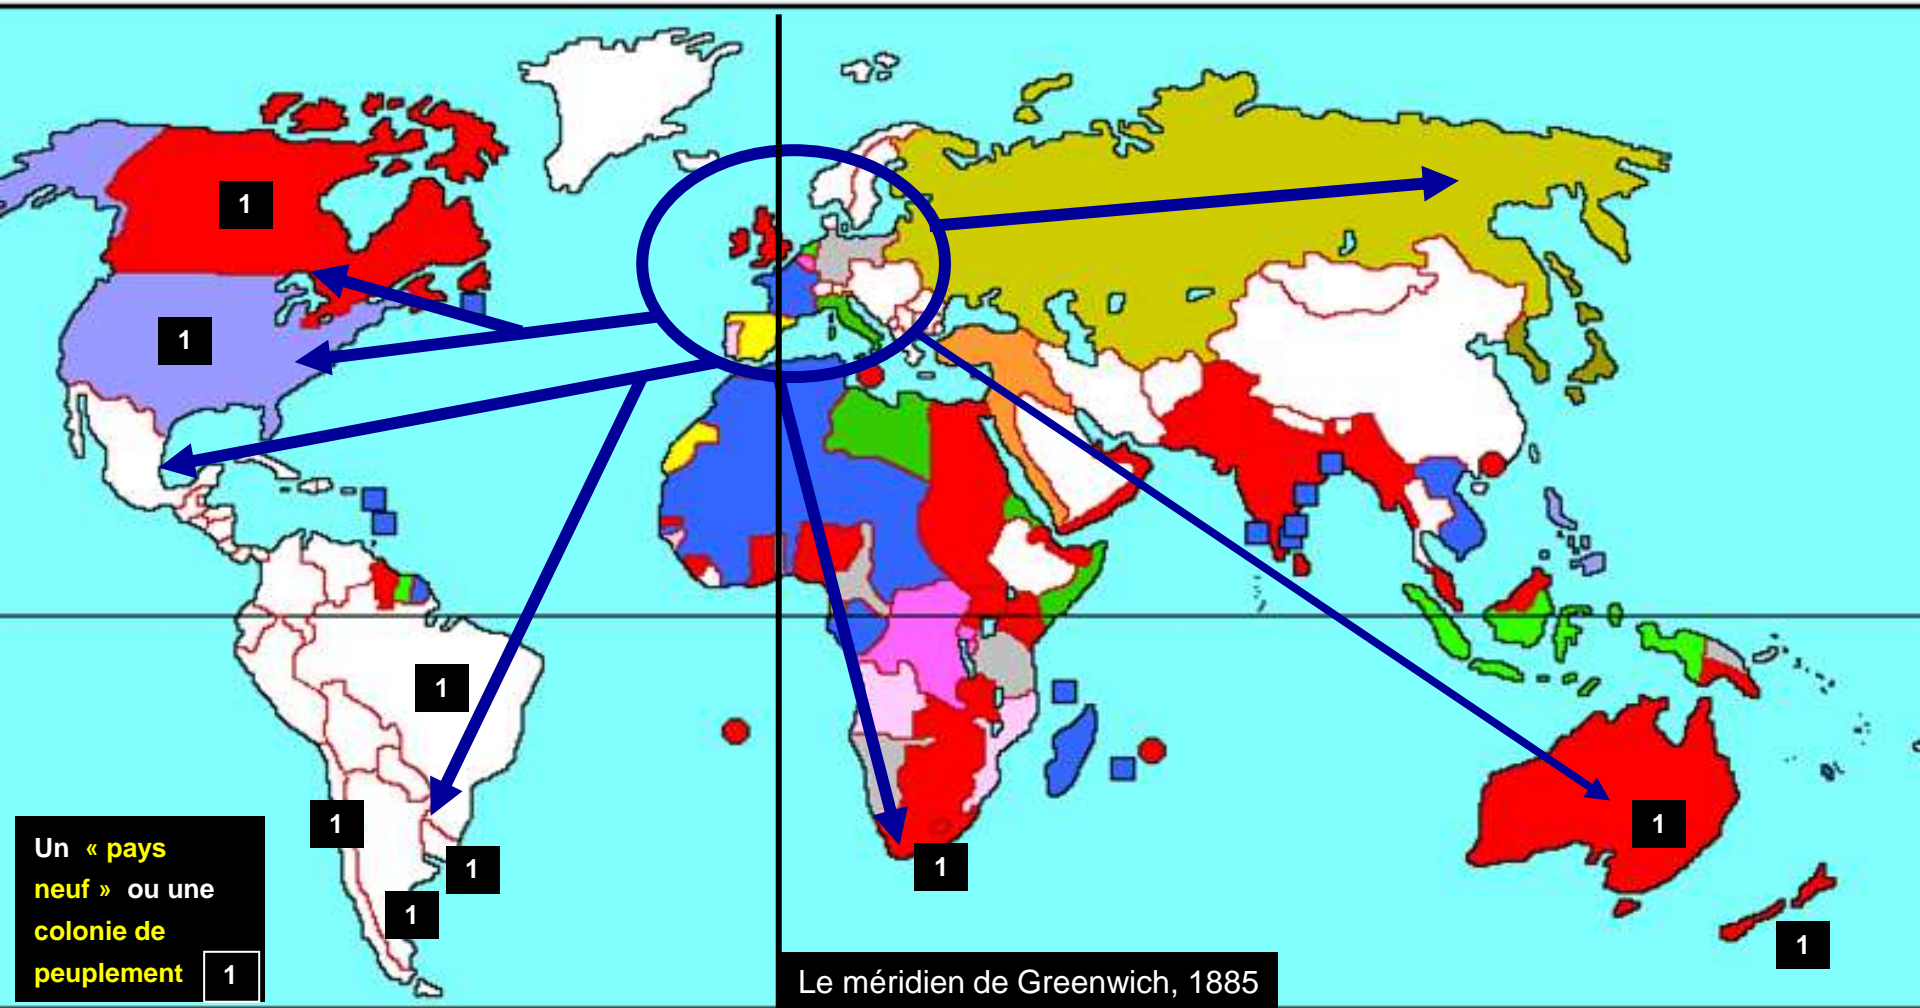 1
1
1
1
1
1
1
1
1
Un « pays
neuf » ou une
colonie de
peuplement 1
Le méridien de Greenwich, 1885